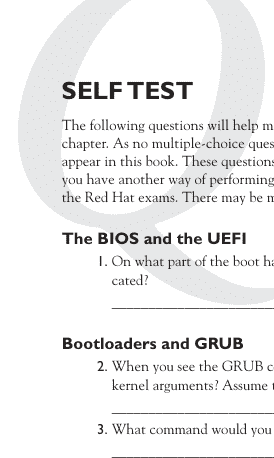 SELF TEST
The following questions will help m
chapter. As no multiple-choice ques
appear in this book. These questions
you have another way of performing
the Red Hat exams. There may be m
The BIOS and the UEFI
1. On what part of the boot ha
cated?
Bootloaders and GRUB
2. When you see the GRUB c
kernel arguments? Assume t
3. What command would you